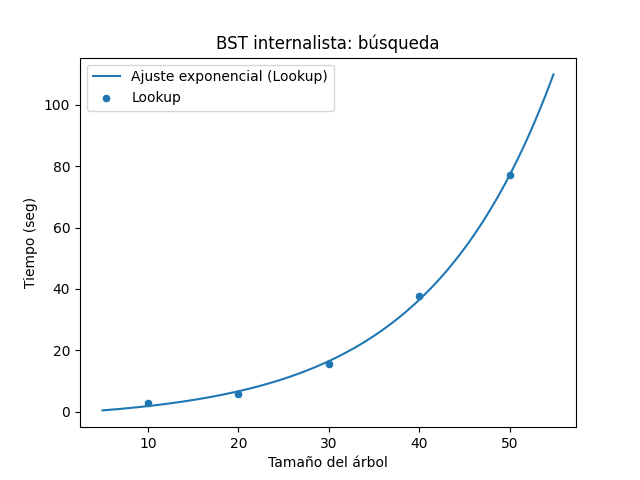 BST internalista: búsqueda
Ajuste exponencial (Lookup)
Lookup
100
80
60
40
20
0
Tiempo (seg)
10 20 30 40 50
Tamaño del árbol